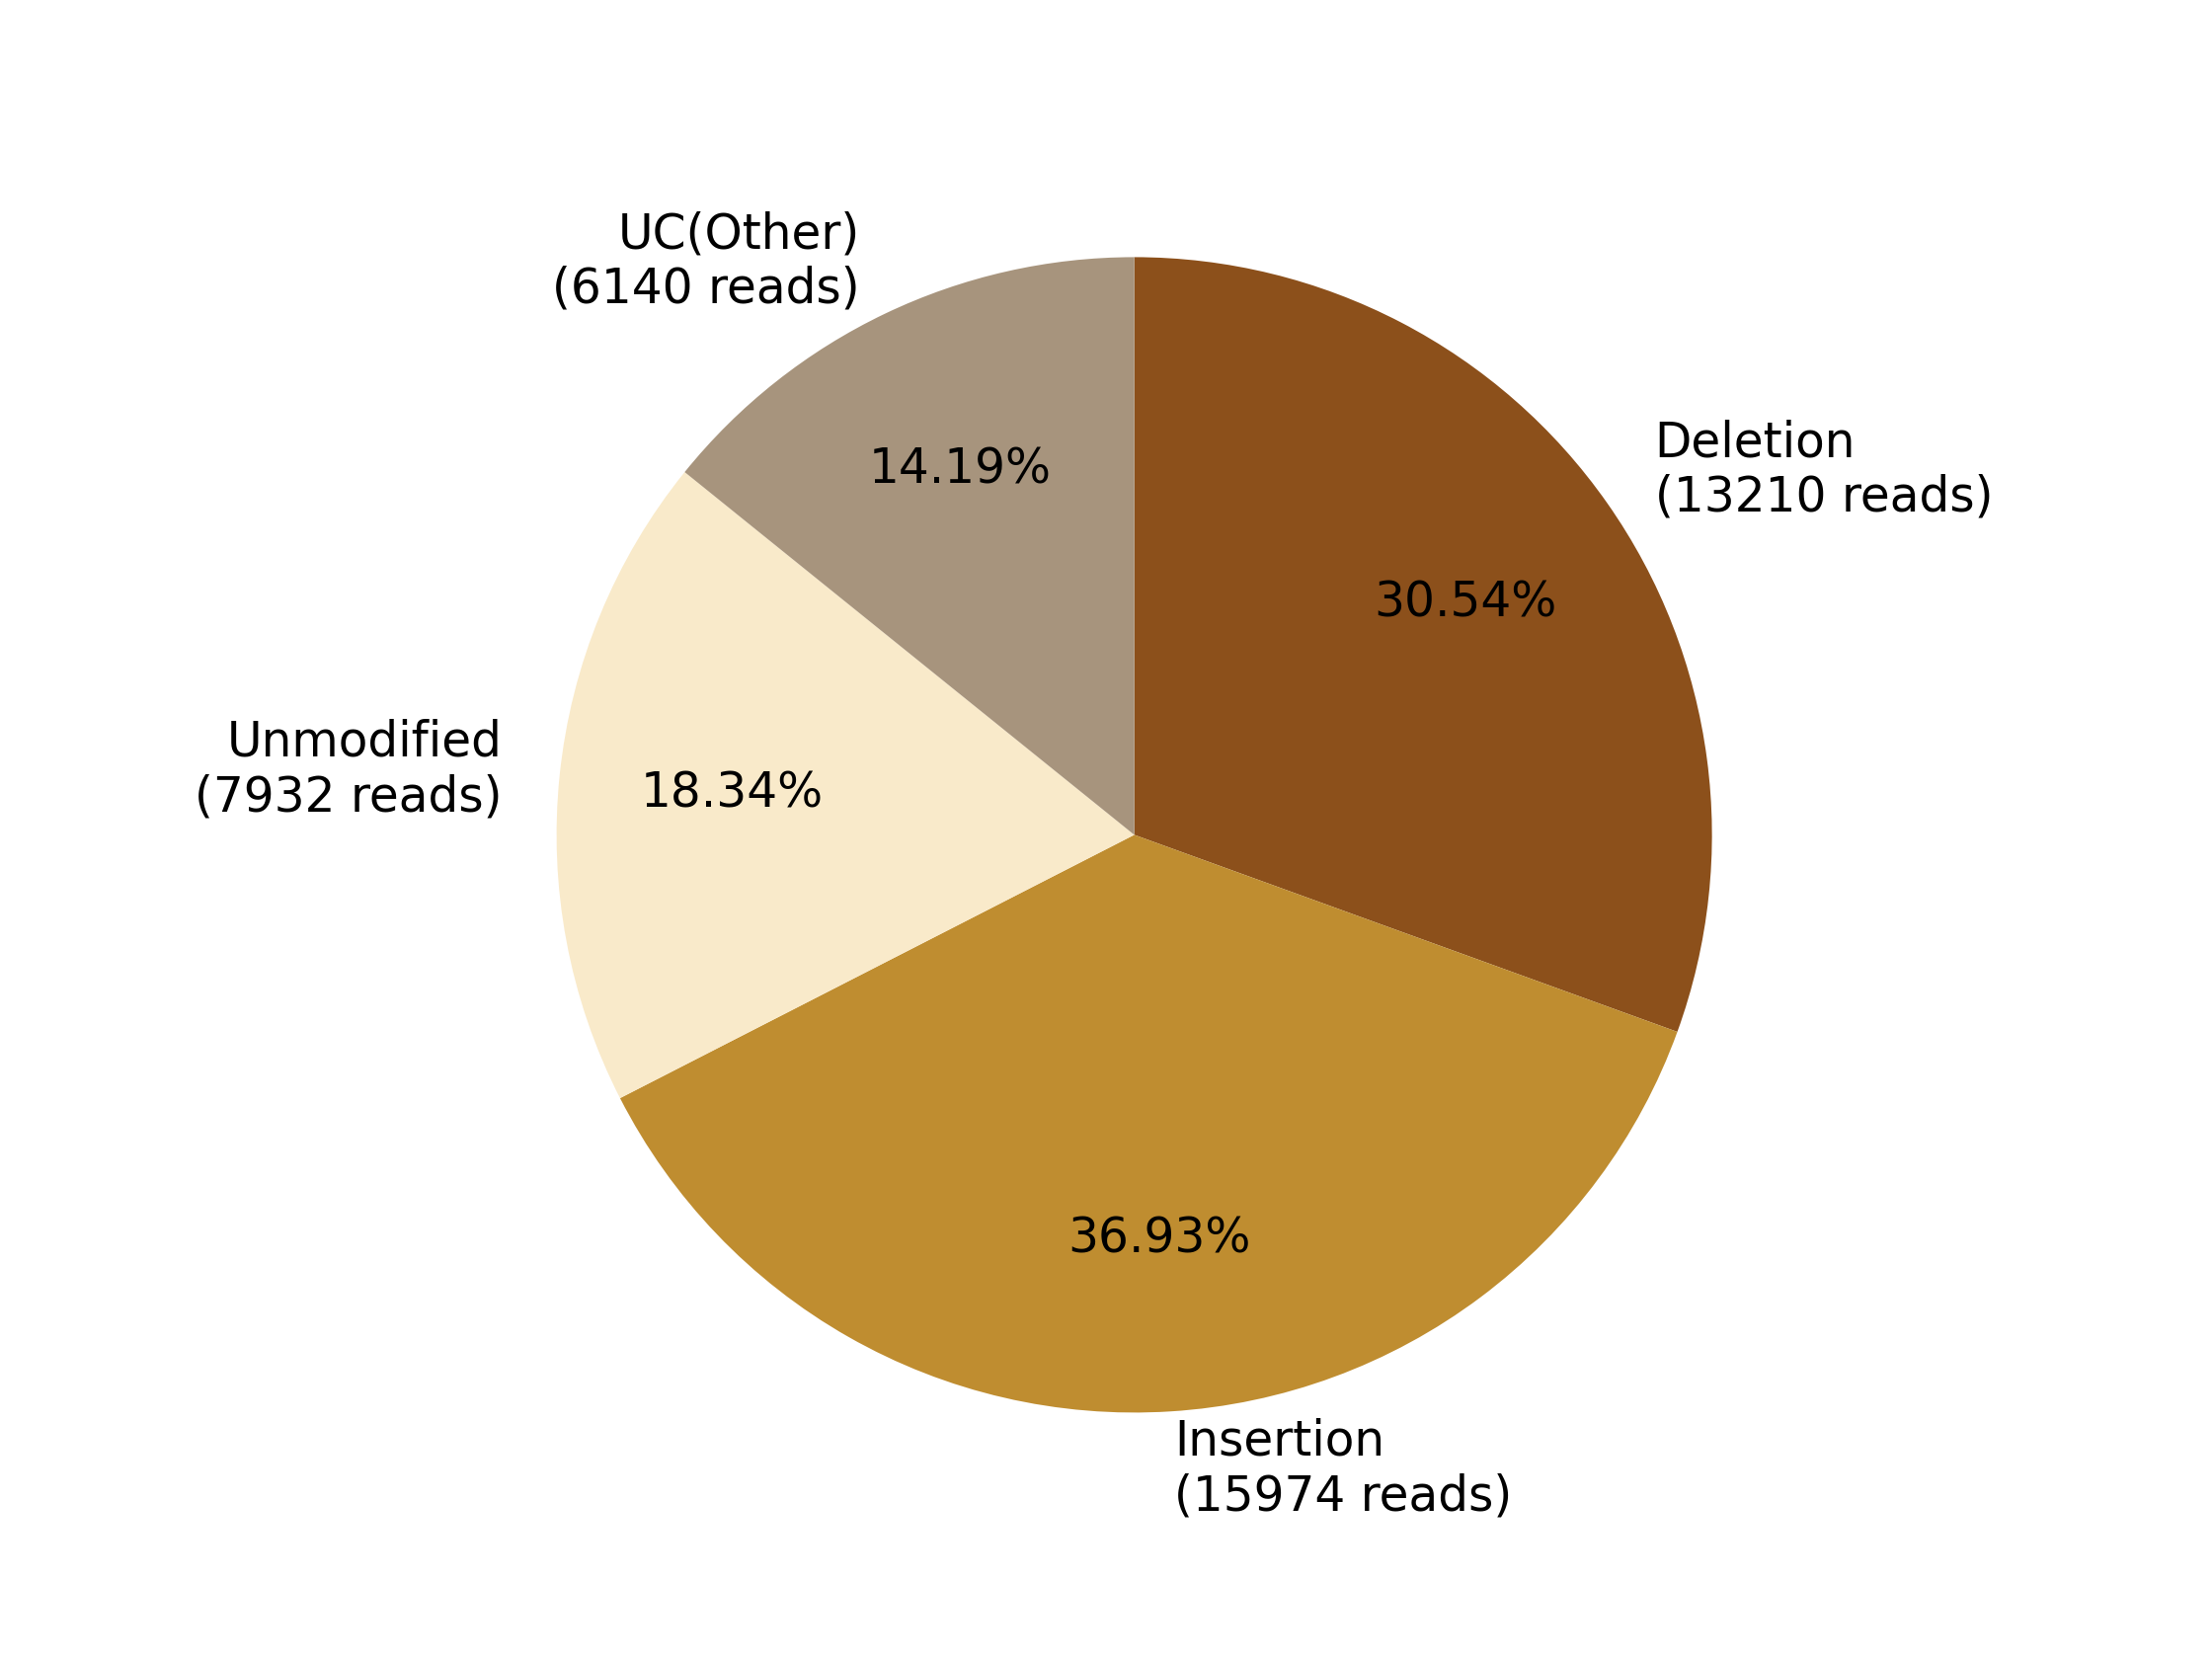 UC(Other)
(6140 reads)
14.19%
Deletion
(13210 reads)
30.54%
Unmodified
(7932 reads)
18.34%
36.93%
Insertion
(15974 reads)